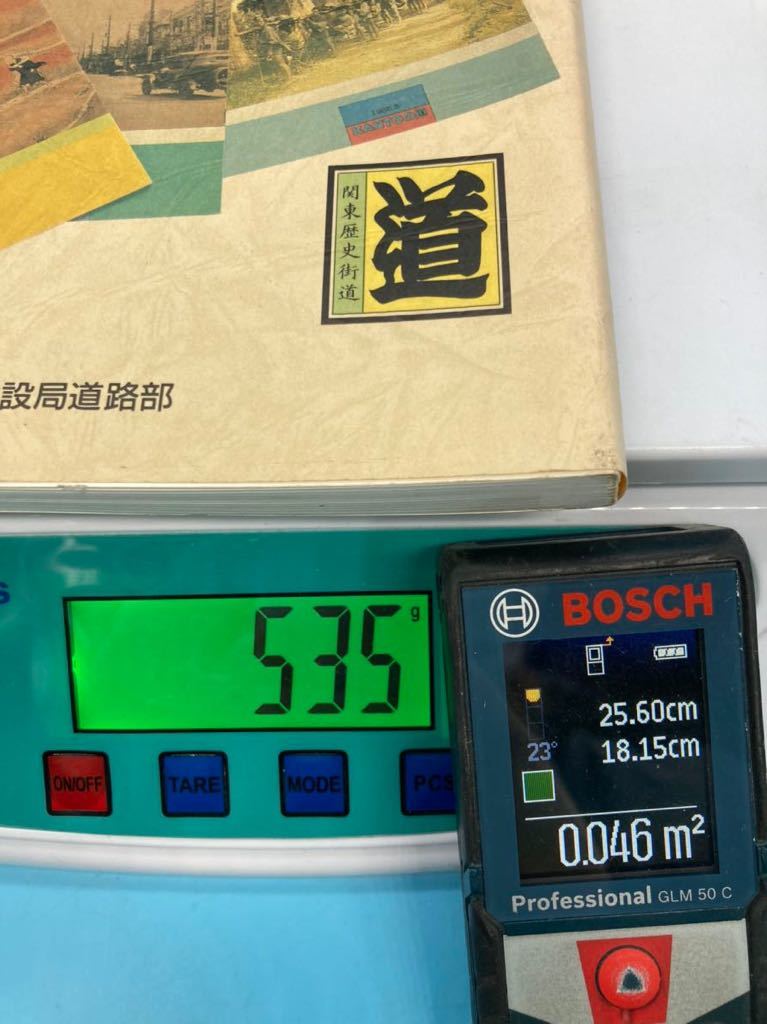 関東歴史街道
道
設局道路部
s
535 g
ON/OFF
TARE
MODE
PCS
BOSCH
25.60cm
23° 18.15cm
0.046 m²
Professional GLM 50 C